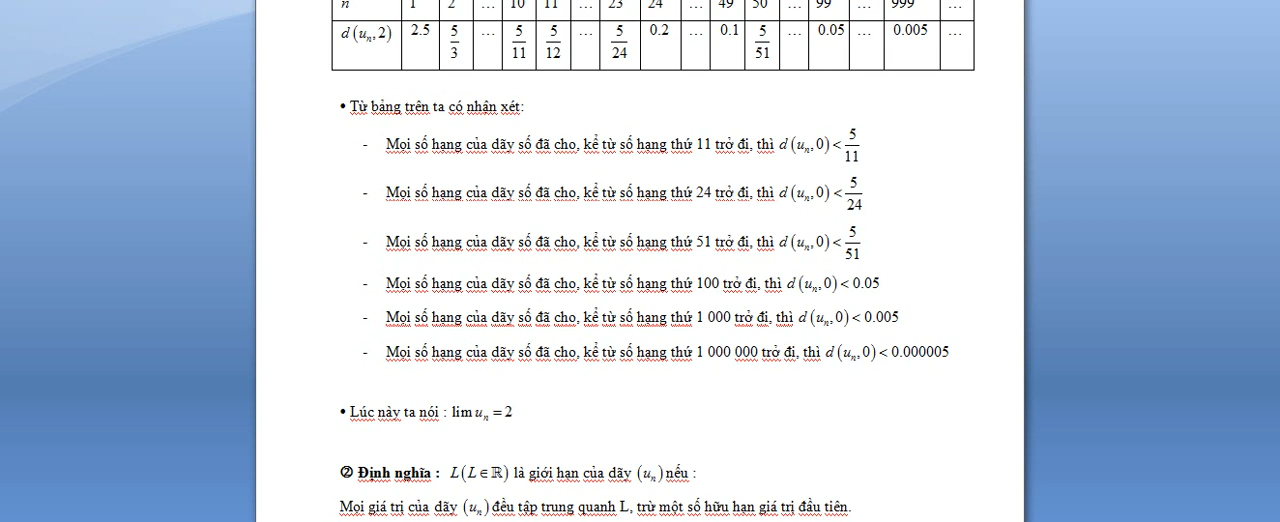 n 1 2 ... 10 11 ... 23 24 ... 49 50 ... 99 ... 999 ...
d(uₙ,2) 2.5 5/3 ... 5/11 5/12 ... 5/24 0.2 ... 0.1 5/51 ... 0.05 ... 0.005 ...
• Từ bảng trên ta có nhận xét:
- Mọi số hạng của dãy số đã cho, kể từ số hạng thứ 11 trở đi, thì d(uₙ,0) < 5/11
- Mọi số hạng của dãy số đã cho, kể từ số hạng thứ 24 trở đi, thì d(uₙ,0) < 5/24
- Mọi số hạng của dãy số đã cho, kể từ số hạng thứ 51 trở đi, thì d(uₙ,0) < 5/51
- Mọi số hạng của dãy số đã cho, kể từ số hạng thứ 100 trở đi, thì d(uₙ,0) < 0.05
- Mọi số hạng của dãy số đã cho, kể từ số hạng thứ 1 000 trở đi, thì d(uₙ,0) < 0.005
- Mọi số hạng của dãy số đã cho, kể từ số hạng thứ 1 000 000 trở đi, thì d(uₙ,0) < 0.000005
• Lúc này ta nói : lim uₙ = 2
② Định nghĩa : L(L∈ℝ) là giới hạn của dãy (uₙ) nếu :
Mọi giá trị của dãy (uₙ) đều tập trung quanh L, trừ một số hữu hạn giá trị đầu tiên.